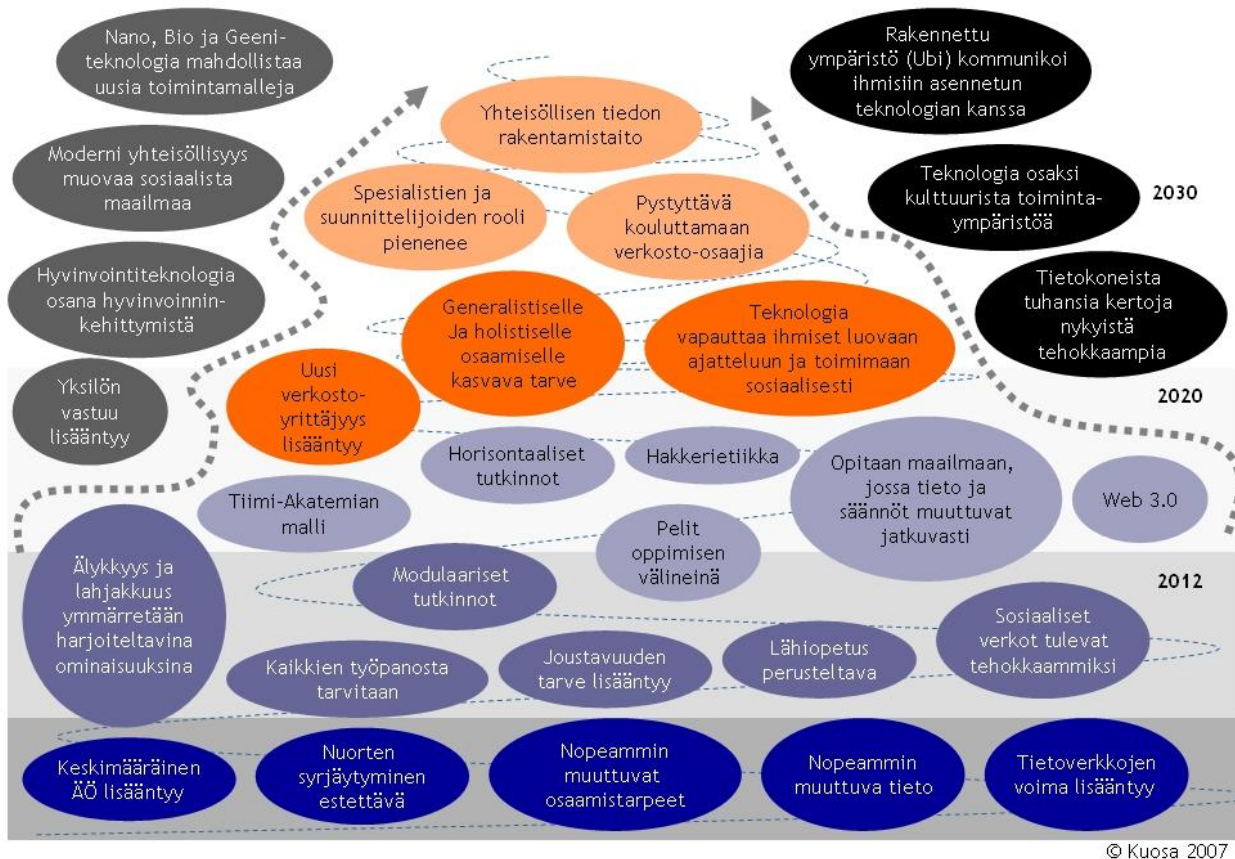 Nano, Bio ja Geeni-
teknologia mahdollistaa
uusia toimintamalleja
Rakennettu
ympäristö (Ubi) kommunikoi
ihmisiin asennetun
teknologian kanssa
Yhteisöllisen tiedon
rakentamistaito
Moderni yhteisöllisyys
muovaa sosiaalista
maailmaa
Teknologia osaksi
kulttuurista toiminta-
ympäristöä
2030
Spesialistien ja
suunnittelijoiden rooli
pienenee
Pystyttävä
kouluttamaan
verkosto-osaajia
Hyvinvointiteknologia
osana hyvinvoinnin-
kehittymistä
Tietokoneista
tuhansia kertoja
nykyistä
tehokkaampia
Generalistiselle
Ja holistiselle
osaamiselle
kasvava tarve
Teknologia
vapauttaa ihmiset luovaan
ajatteluun ja toimimaan
sosiaalisesti
Yksilön
vastuu
lisääntyy
Uusi
verkosto-
yrittäjyys
lisääntyy
2020
Horisontaaliset
tutkinnot
Hakkerietiikka
Opitaan maailmaan,
jossa tieto ja
säännöt muuttuvat
jatkuvasti
Web 3.0
Tiimi-Akatemian
malli
Pelit
oppimisen
välineinä
Älykkyys ja
lahjakkuus
ymmärretään
harjoiteltavina
ominaisuuksina
Modulaariset
tutkinnot
2012
Kaikkien työpanosta
tarvitaan
Joustavuuden
tarve lisääntyy
Lähiopetus
perusteltava
Sosiaaliset
verkot tulevat
tehokkaammiksi
Keskimääräinen
ÄÖ lisääntyy
Nuorten
syrjäytyminen
estettävä
Nopeammin
muuttuvat
osaamistarpeet
Nopeammin
muuttuva tieto
Tietoverkkojen
voima lisääntyy
© Kuosa 2007